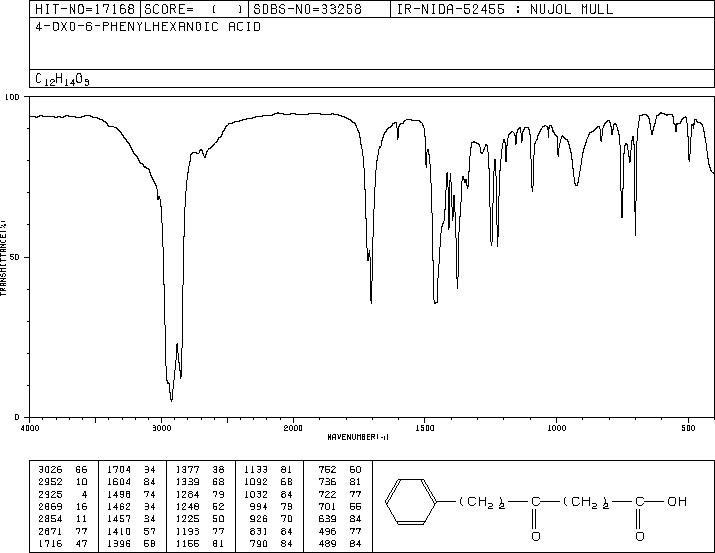 HIT-NO=17168 SCORE= ( ) SDBS-NO=33258 IR-NIDA-52455 : NUJOL MULL
4-OXO-6-PHENYLHEXANOIC ACID
C12H14O3
100
50
0
TRANSMITTANCE(%)
4000 3000 2000 1500 1000 500
WAVENUMBER(-1)
3026 66 1704 34 1377 38 1133 81 752 60
2952 10 1604 84 1339 68 1092 68 736 81
2925 4 1498 74 1284 79 1032 84 722 77
2869 16 1462 34 1248 52 994 79 701 55
2854 11 1457 34 1225 50 926 70 639 84
2671 77 1410 57 1193 77 831 84 496 77
1716 47 1396 58 1155 81 790 84 489 84
(CH2)2 C (CH2)2 C OH
O O